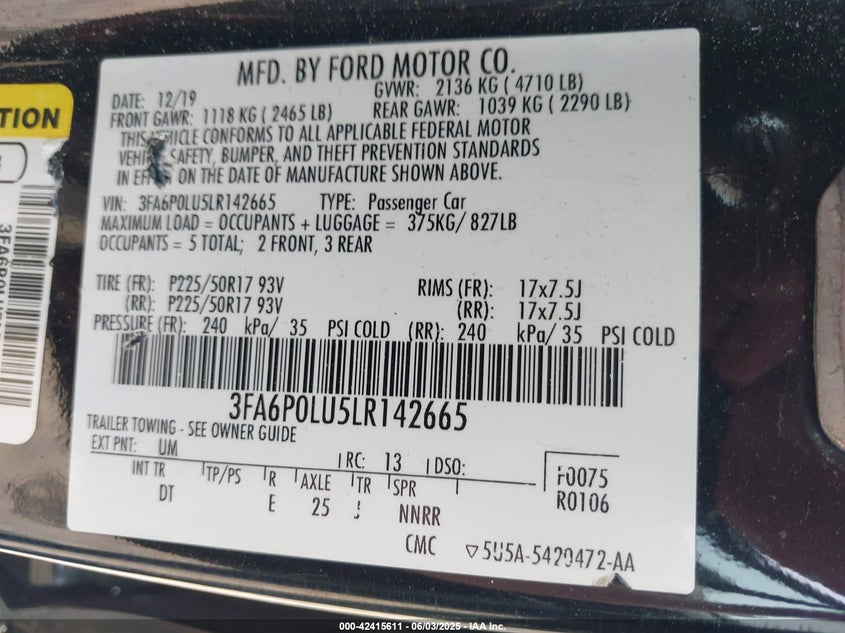 MFD. BY FORD MOTOR CO.
DATE: 12/19 GVWR: 2136 KG ( 4710 LB)
FRONT GAWR: 1118 KG ( 2465 LB) REAR GAWR: 1039 KG ( 2290 LB)
THIS VEHICLE CONFORMS TO ALL APPLICABLE FEDERAL MOTOR
VEHICLE SAFETY, BUMPER, AND THEFT PREVENTION STANDARDS
IN EFFECT ON THE DATE OF MANUFACTURE SHOWN ABOVE.
VIN: 3FA6P0LU5LR142665 TYPE: Passenger Car
MAXIMUM LOAD = OCCUPANTS + LUGGAGE = 375KG/ 827LB
OCCUPANTS = 5 TOTAL; 2 FRONT, 3 REAR
TIRE (FR): P225/50R17 93V RIMS (FR): 17x7.5J
(RR): P225/50R17 93V (RR): 17x7.5J
PRESSURE (FR): 240 kPa/ 35 PSI COLD (RR): 240 kPa/ 35 PSI COLD
3FA6P0LU5LR142665
TRAILER TOWING - SEE OWNER GUIDE
EXT PNT: UM RC: 13 DSO:
INT TR TP/PS R AXLE TR SPR
DT E 25 J NNRR
F0075
R0106
CMC ▽5U5A-5420472-AA
TION
000-42415611 - 06/03/2025 - IAA Inc.